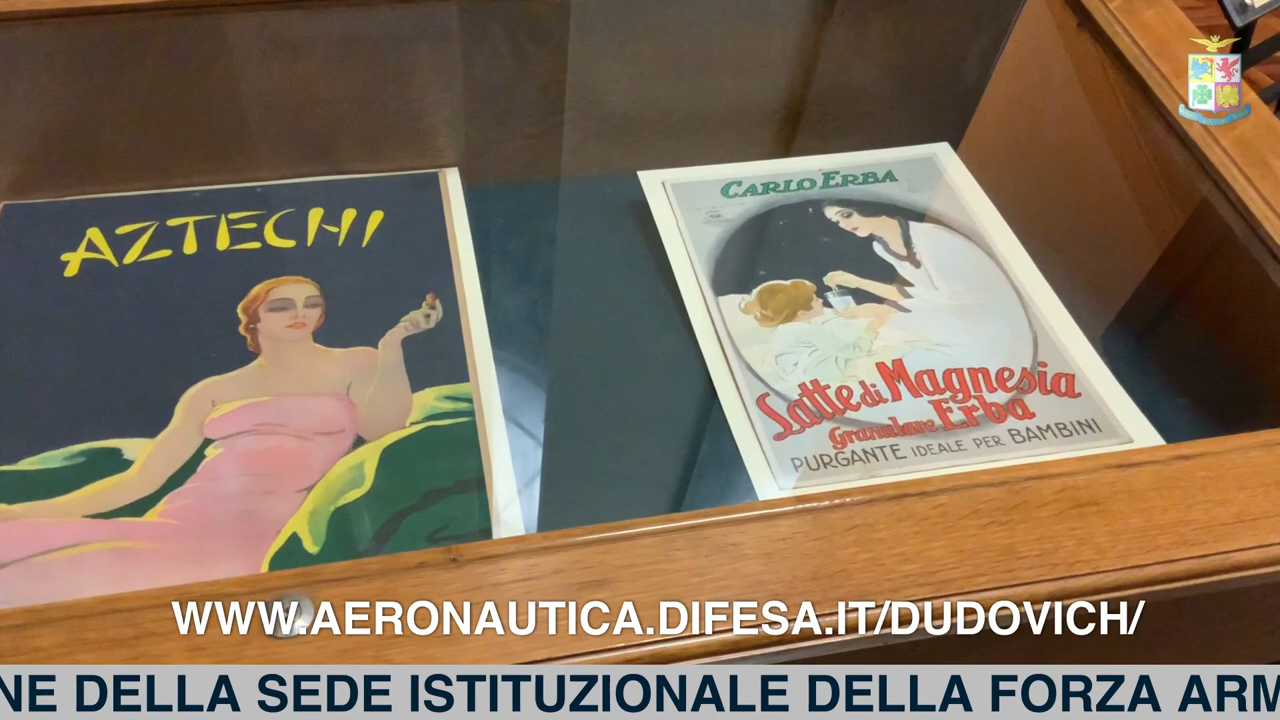 AZTECHI
CARLO ERBA
Latte di Magnesia
Granulare Erba
PURGANTE IDEALE PER BAMBINI
WWW.AERONAUTICA.DIFESA.IT/DUDOVICH/
NE DELLA SEDE ISTITUZIONALE DELLA FORZA ARM